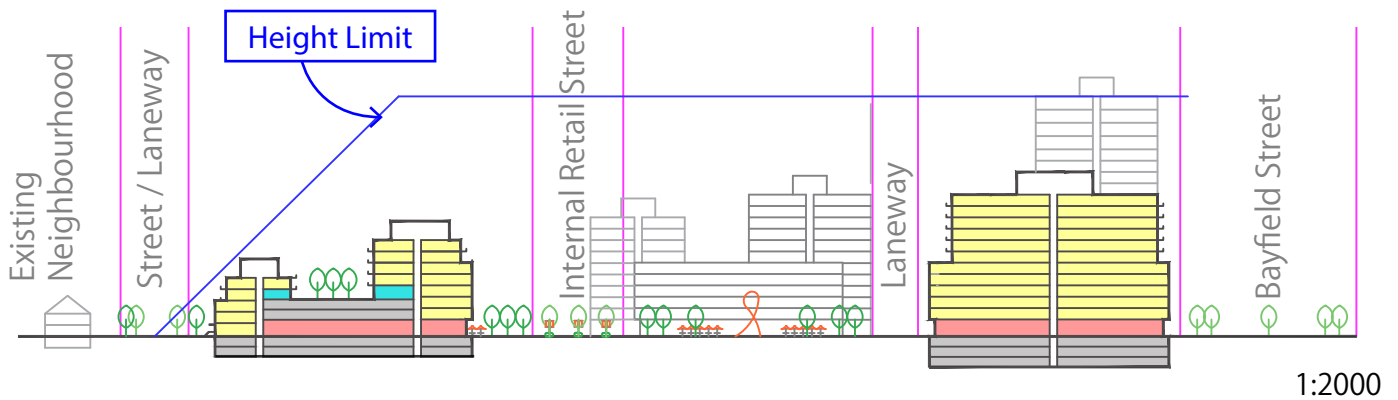 Existing
Neighbourhood
Street / Laneway
Height Limit
Internal Retail Street
Laneway
Bayfield Street
1:2000